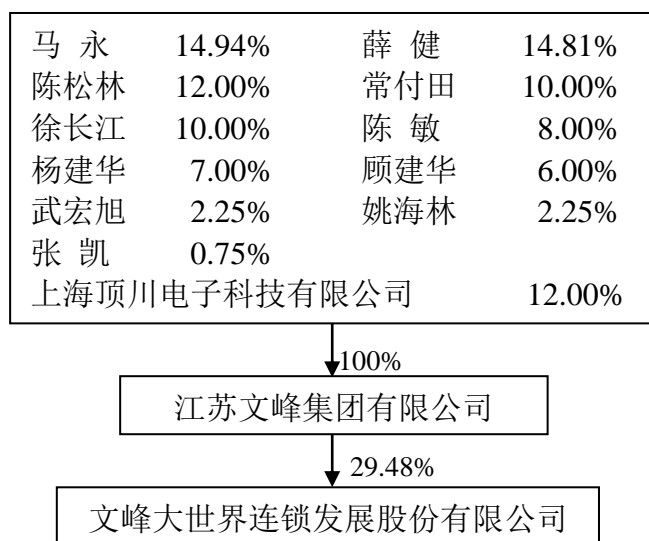 马 永 14.94% 薛 健 14.81%
陈松林 12.00% 常付田 10.00%
徐长江 10.00% 陈 敏 8.00%
杨建华 7.00% 顾建华 6.00%
武宏旭 2.25% 姚海林 2.25%
张 凯 0.75%
上海顶川电子科技有限公司 12.00%
100%
江苏文峰集团有限公司
29.48%
文峰大世界连锁发展股份有限公司